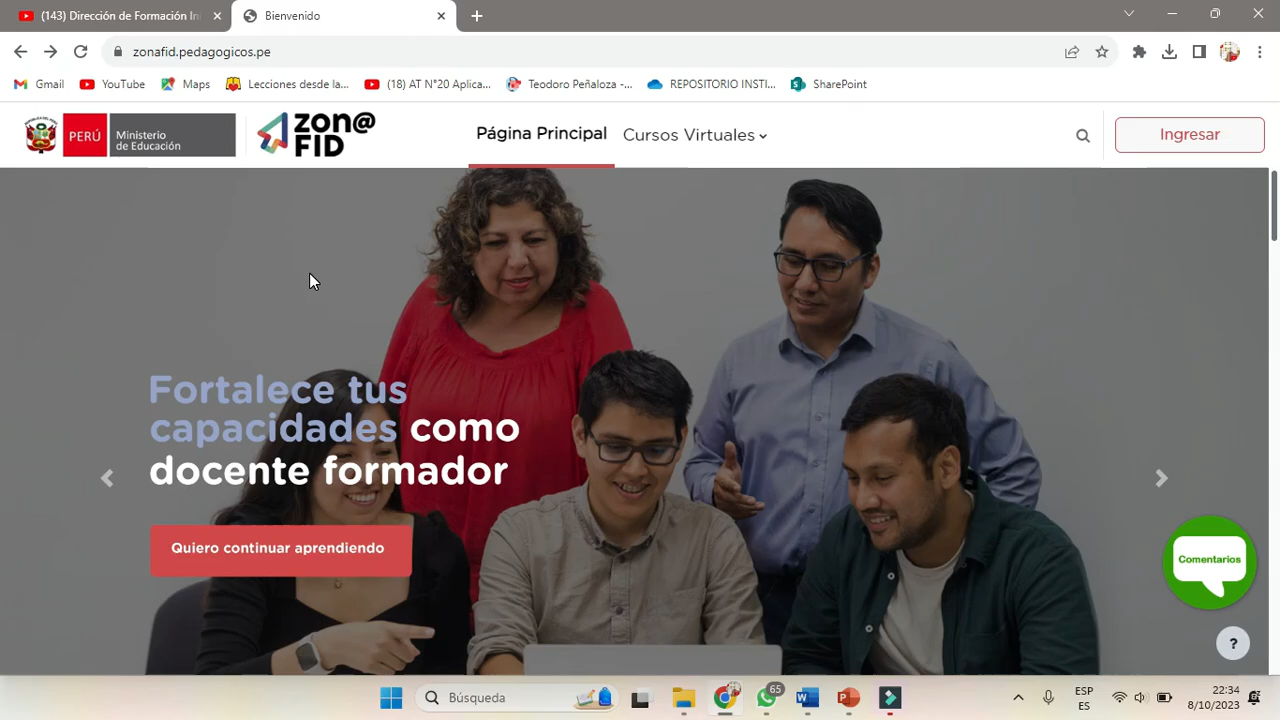 (143) Dirección de Formación Ini
Bienvenido
zonafid.pedagogicos.pe
Gmail
YouTube
Maps
Lecciones desde la...
(18) AT N°20 Aplica...
Teodoro Peñaloza -...
REPOSITORIO INSTI...
SharePoint
PERÚ
Ministerio
de Educación
zon@
FID
Página Principal
Cursos Virtuales
Ingresar
Fortalece tus
capacidades como
docente formador
Quiero continuar aprendiendo
Comentarios
?
Búsqueda
65
ESP
ES
22:34
8/10/2023